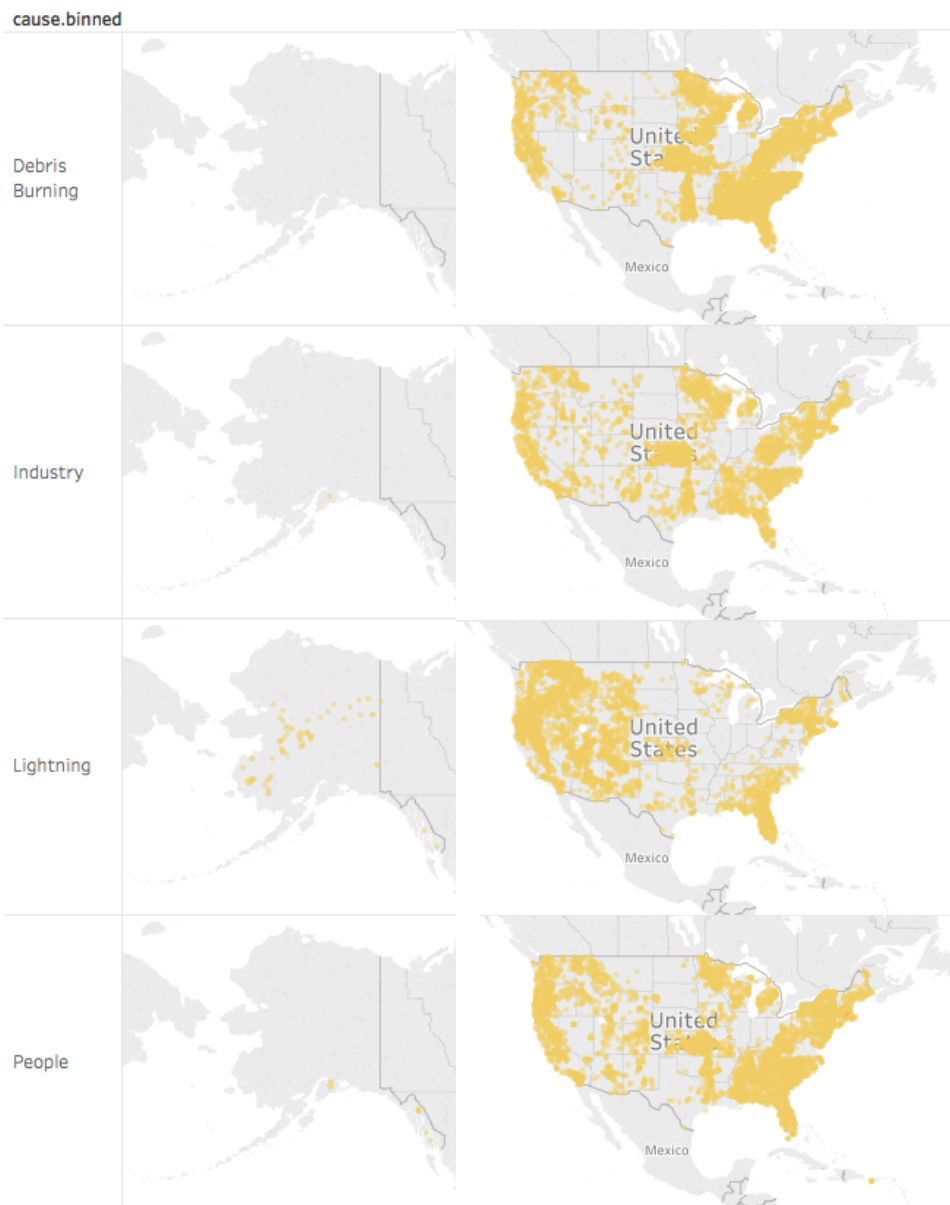 cause.binned
Debris
Burning
United
States
Mexico
Industry
United
States
Mexico
Lightning
United
States
Mexico
People
United
States
Mexico